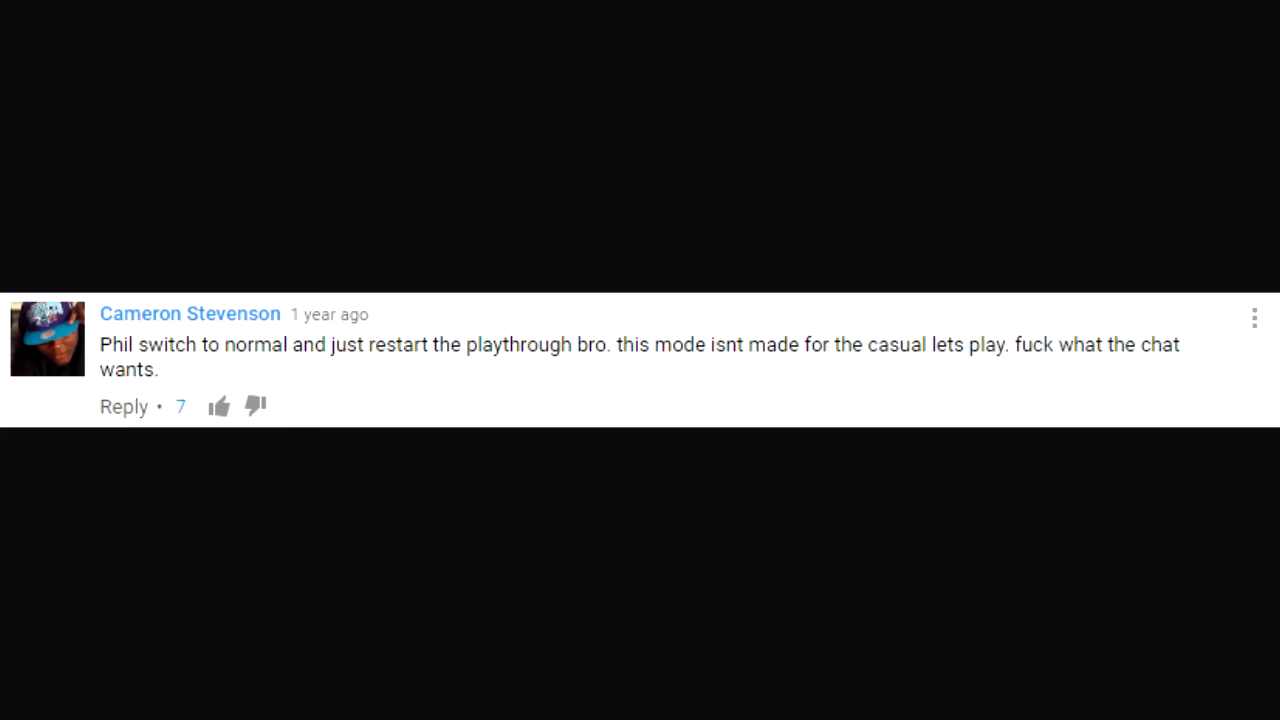 Cameron Stevenson 1 year ago
Phil switch to normal and just restart the playthrough bro. this mode isnt made for the casual lets play. fuck what the chat
wants.
Reply • 7